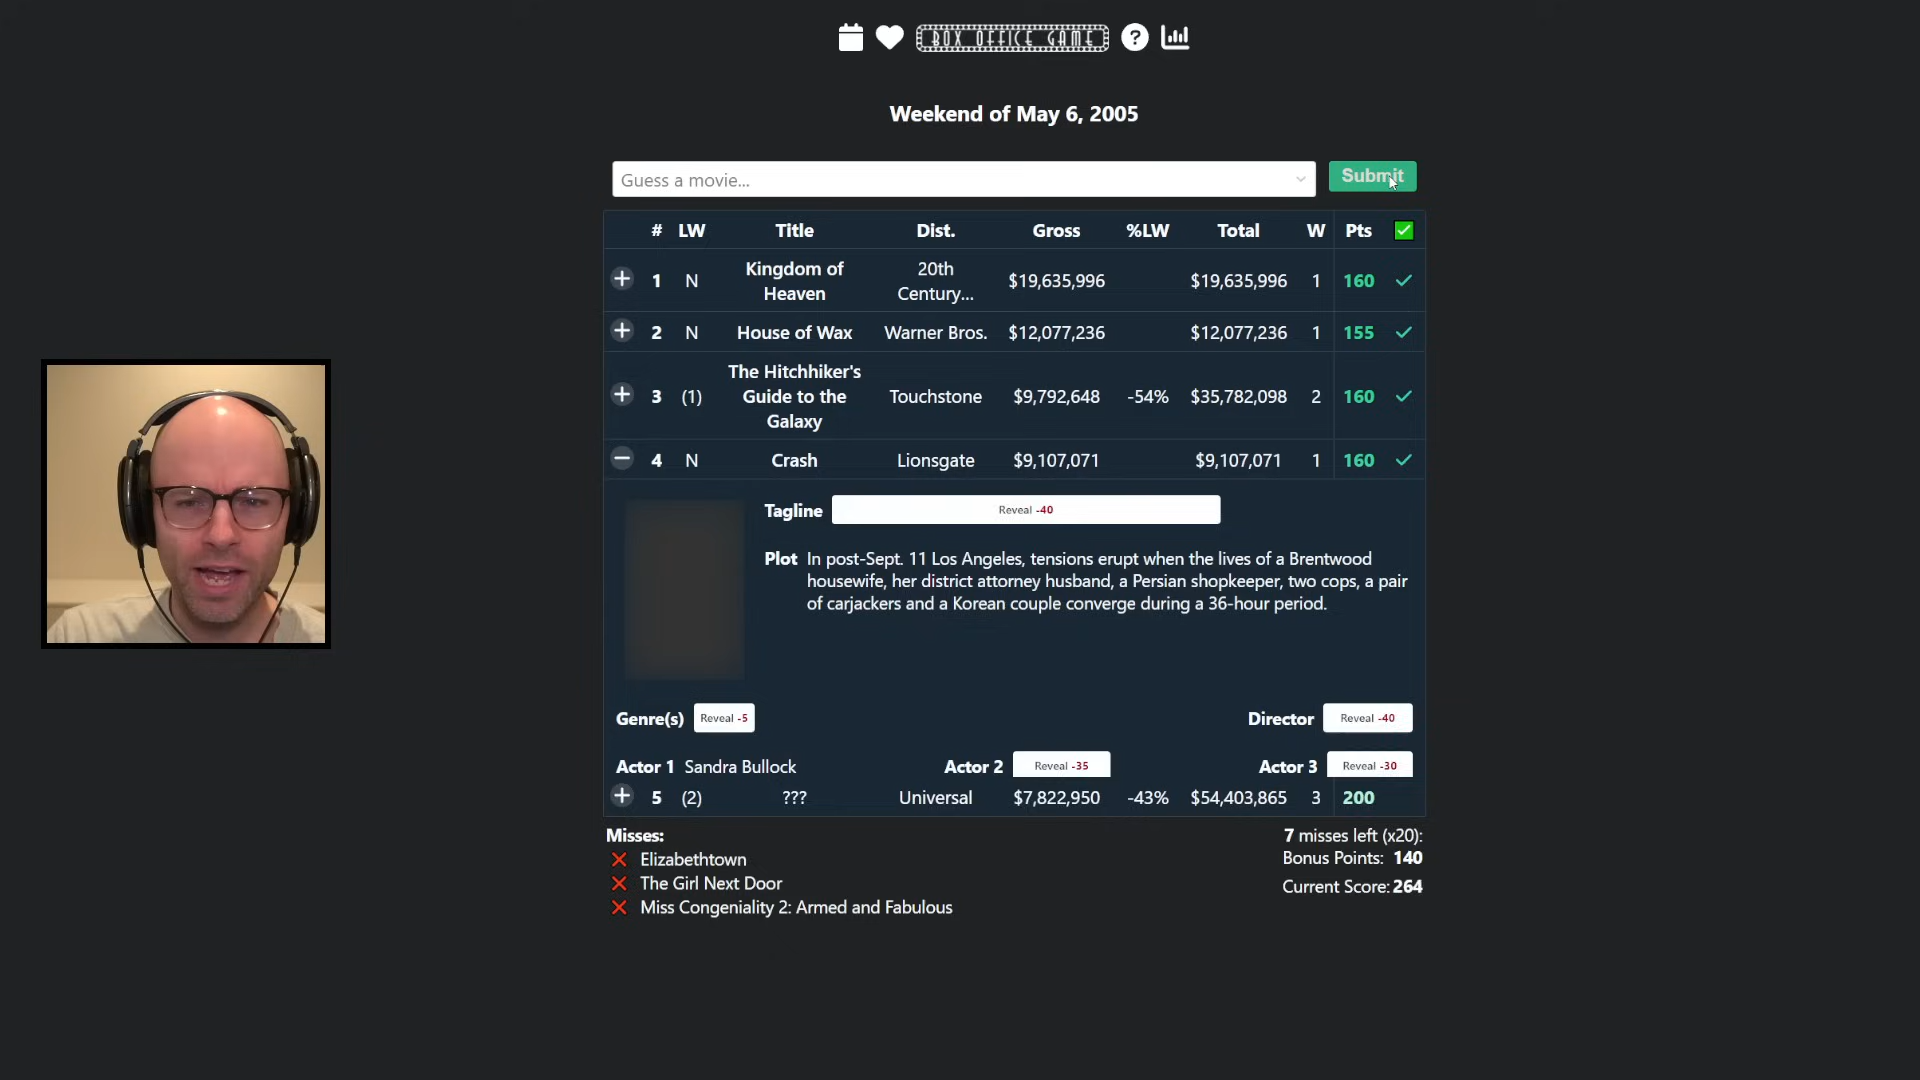 BOX OFFICE GAME ?
Weekend of May 6, 2005
Guess a movie... Submit
# LW Title Dist. Gross %LW Total W Pts
1 N Kingdom of Heaven 20th Century... $19,635,996 $19,635,996 1 160
2 N House of Wax Warner Bros. $12,077,236 $12,077,236 1 155
3 (1) The Hitchhiker's Guide to the Galaxy Touchstone $9,792,648 -54% $35,782,098 2 160
4 N Crash Lionsgate $9,107,071 $9,107,071 1 160
Tagline Reveal -40
Plot In post-Sept. 11 Los Angeles, tensions erupt when the lives of a Brentwood
housewife, her district attorney husband, a Persian shopkeeper, two cops, a pair
of carjackers and a Korean couple converge during a 36-hour period.
Genre(s) Reveal -5 Director Reveal -40
Actor 1 Sandra Bullock Actor 2 Reveal -35 Actor 3 Reveal -30
5 (2) ??? Universal $7,822,950 -43% $54,403,865 3 200
Misses: 7 misses left (x20):
Elizabethtown Bonus Points: 140
The Girl Next Door Current Score: 264
Miss Congeniality 2: Armed and Fabulous